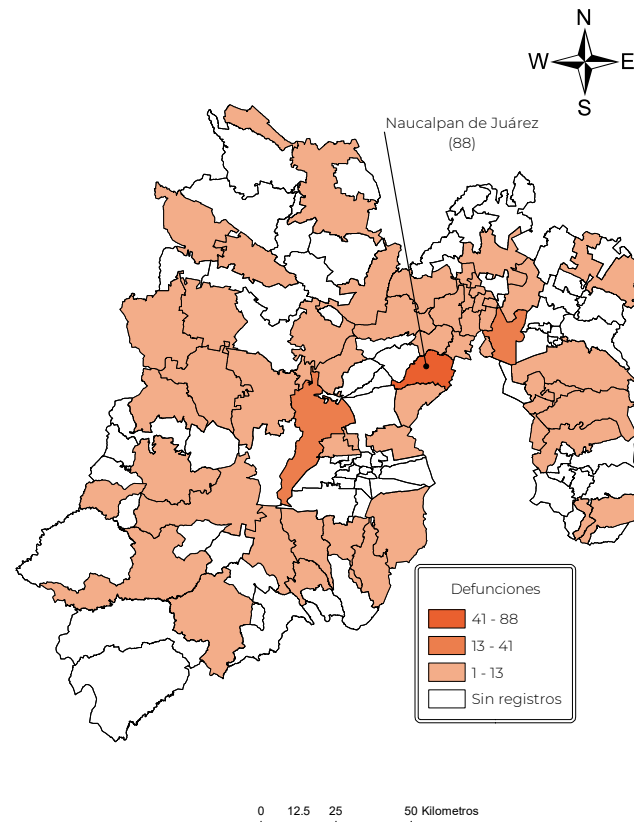 N
W E
S
Naucalpan de Juárez
(88)
Defunciones
41 - 88
13 - 41
1 - 13
Sin registros
0 12.5 25 50 Kilometros